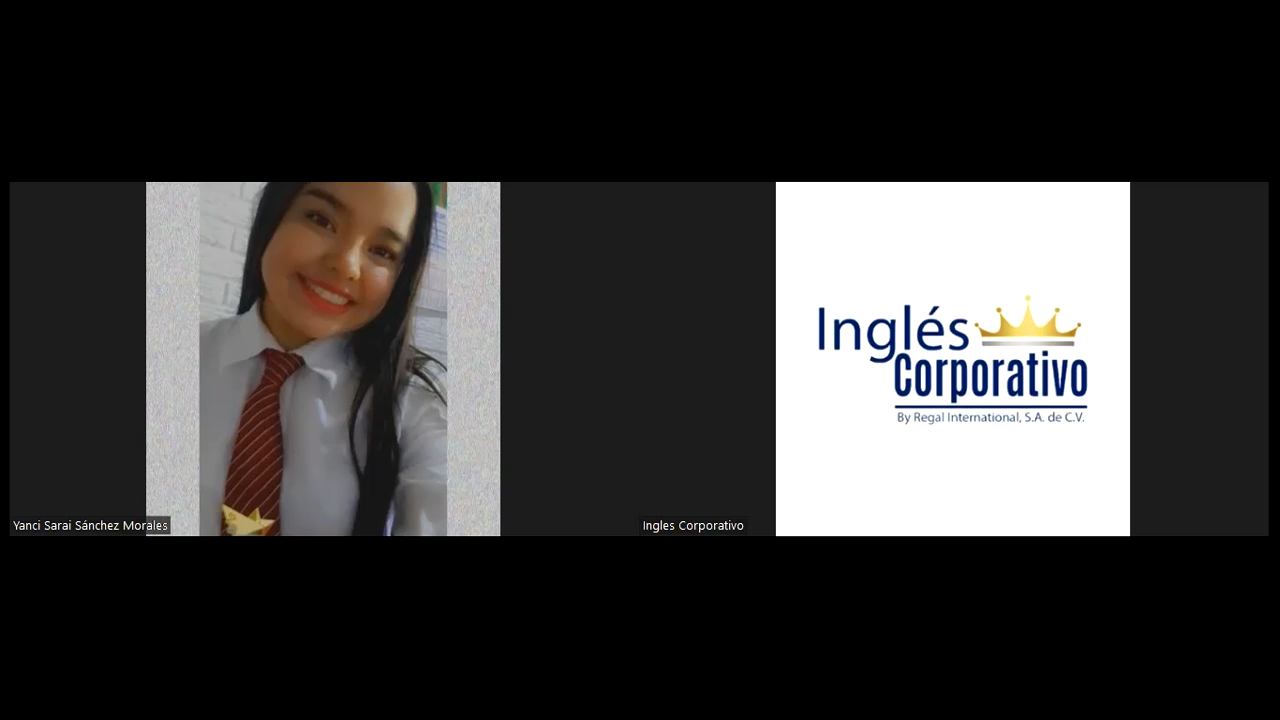 Inglés
Corporativo
By Regal International, S.A. de C.V.
Yanci Sarai Sánchez Morales
Ingles Corporativo